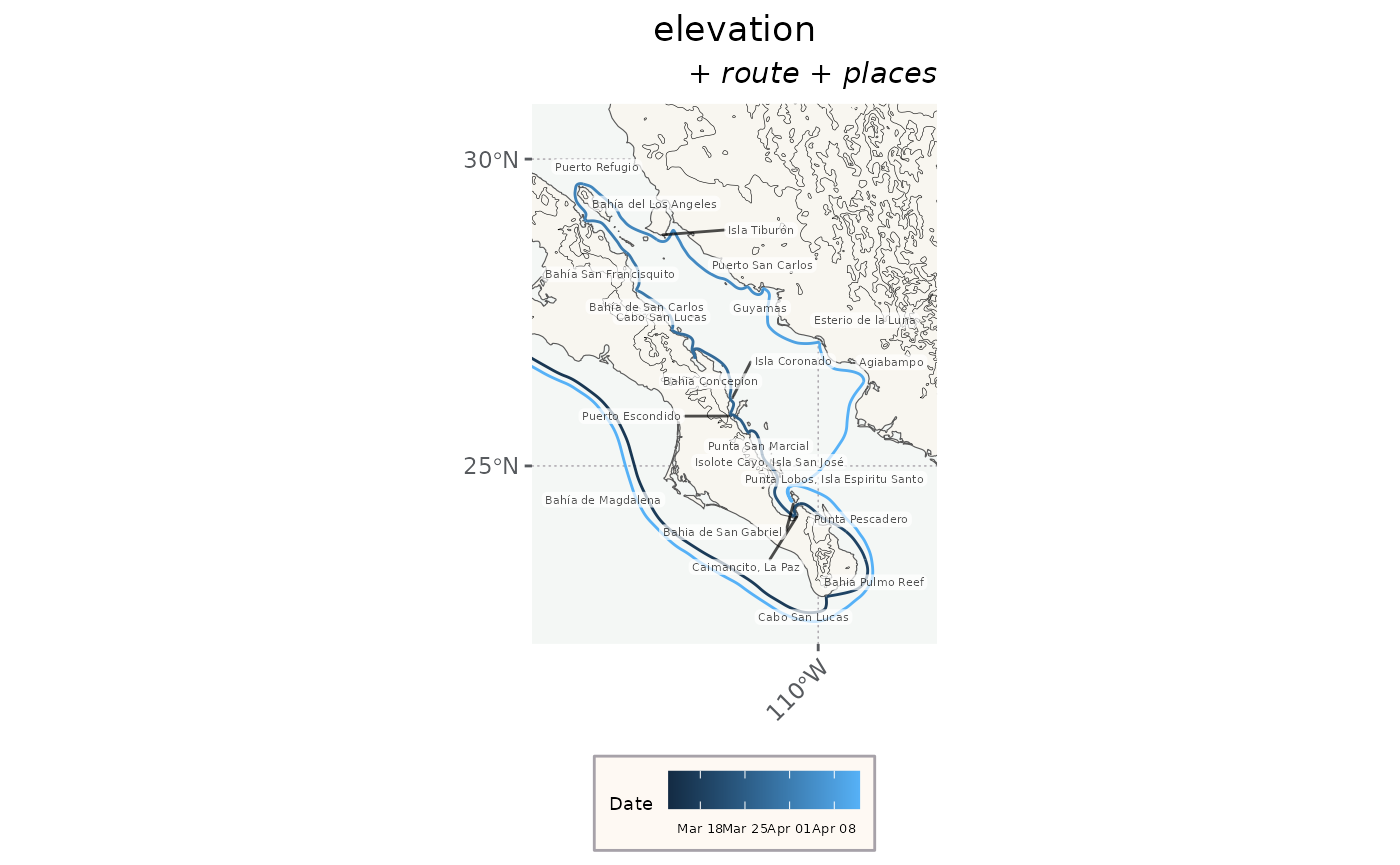 elevation
+ route + places
30°N
Puerto Refugio
Bahía del Los Angeles
Isla Tiburón
Puerto San Carlos
Bahía San Francisquito
Bahía de San Carlos
Guyamas
Cabo San Lucas
Esterio de la Luna
Isla Coronado
Agiabampo
Bahia Concepíon
Puerto Escondido
Punta San Marcial
25°N
Isolote Cayo, Isla San José
Punta Lobos, Isla Espiritu Santo
Bahía de Magdalena
Punta Pescadero
Bahia de San Gabriel
Caimancito, La Paz
Bahia Pulmo Reef
Cabo San Lucas
110°W
Date
Mar 18 Mar 25 Apr 01 Apr 08